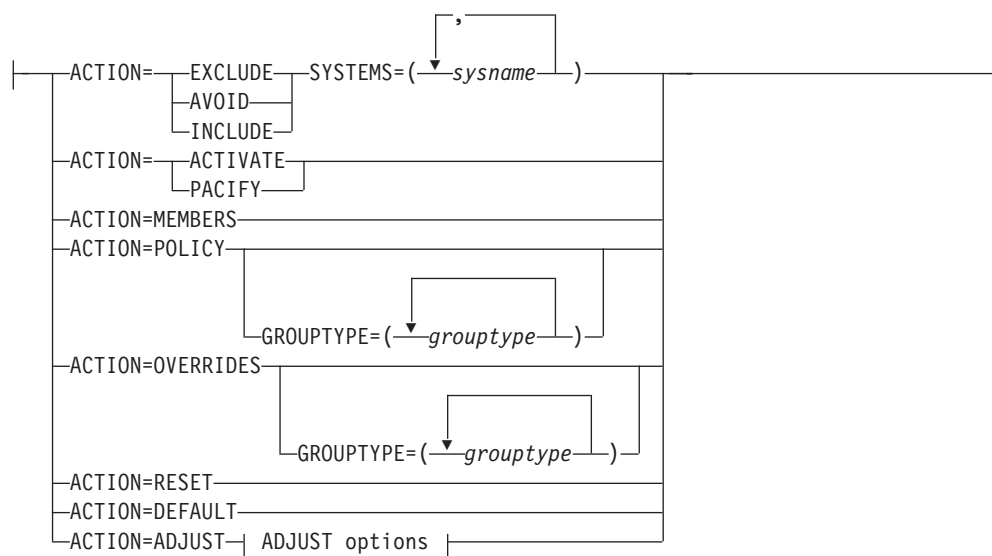 ,
ACTION= EXCLUDE SYSTEMS=( sysname )
AVOID
INCLUDE
ACTION= ACTIVATE
PACIFY
ACTION=MEMBERS
ACTION=POLICY
GROUPTYPE=( grouptype )
ACTION=OVERRIDES
GROUPTYPE=( grouptype )
ACTION=RESET
ACTION=DEFAULT
ACTION=ADJUST ADJUST options